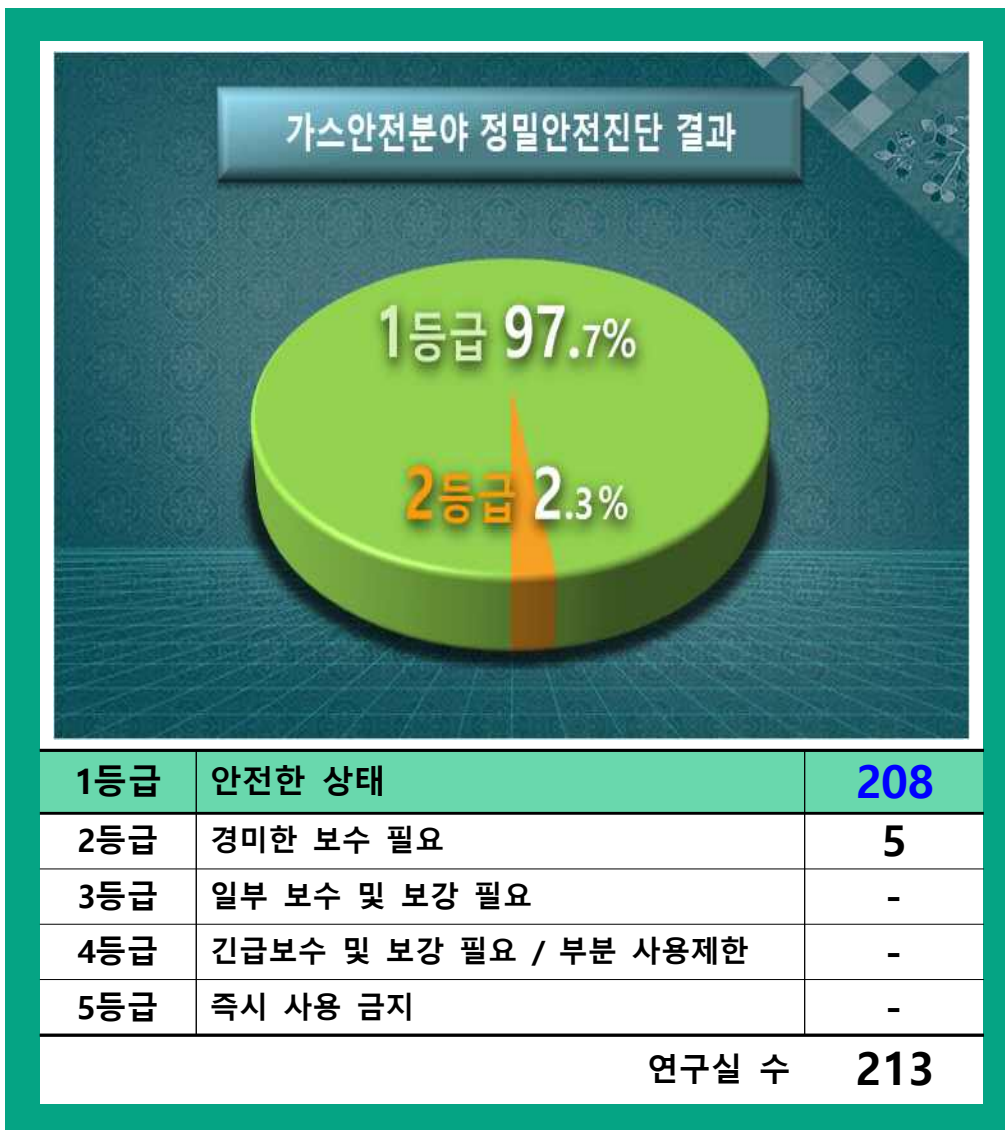 가스안전분야 정밀안전진단 결과
1등급 97.7%
2등급 2.3%
1등급 안전한 상태 208
2등급 경미한 보수 필요 5
3등급 일부 보수 및 보강 필요 -
4등급 긴급보수 및 보강 필요 / 부분 사용제한 -
5등급 즉시 사용 금지 -
연구실 수 213